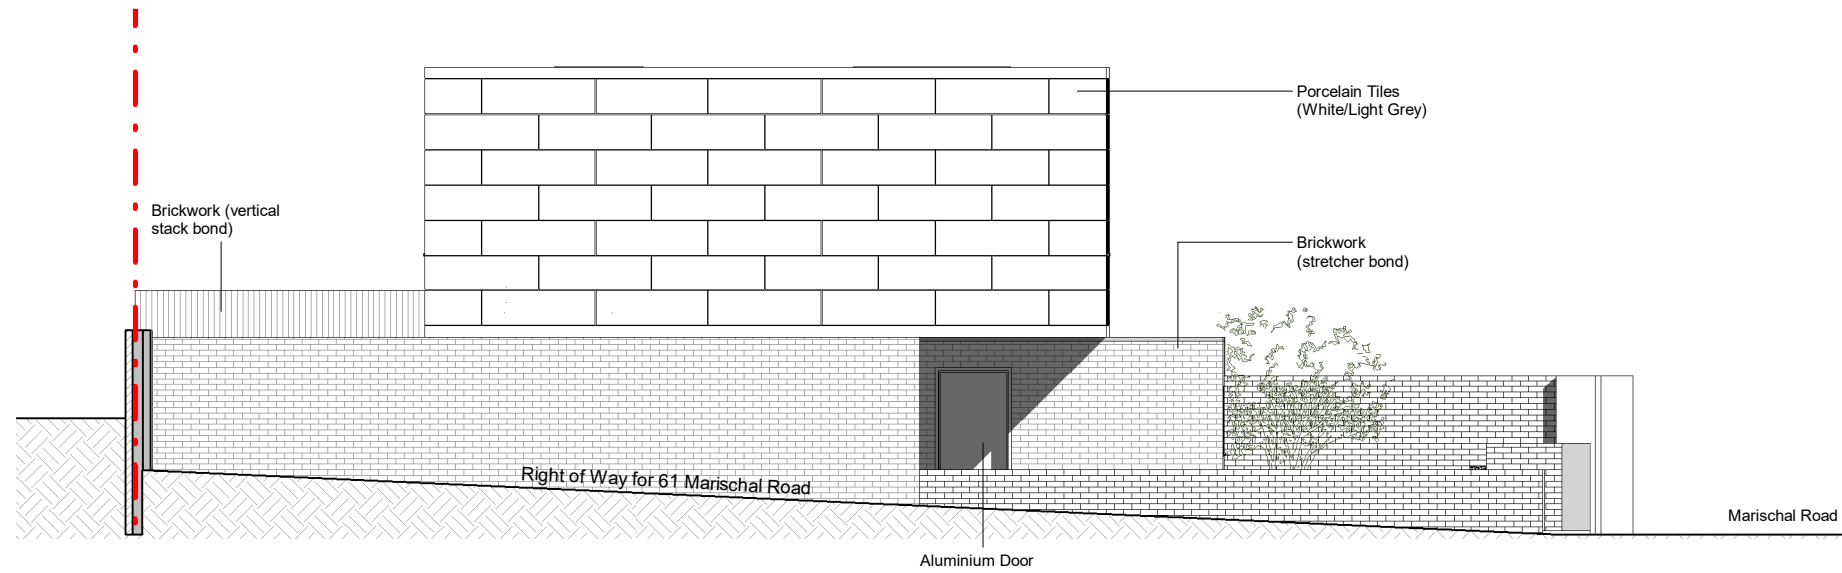 Porcelain Tiles
(White/Light Grey)
Brickwork (vertical
stack bond)
Brickwork
(stretcher bond)
Right of Way for 61 Marischal Road
Marischal Road
Aluminium Door